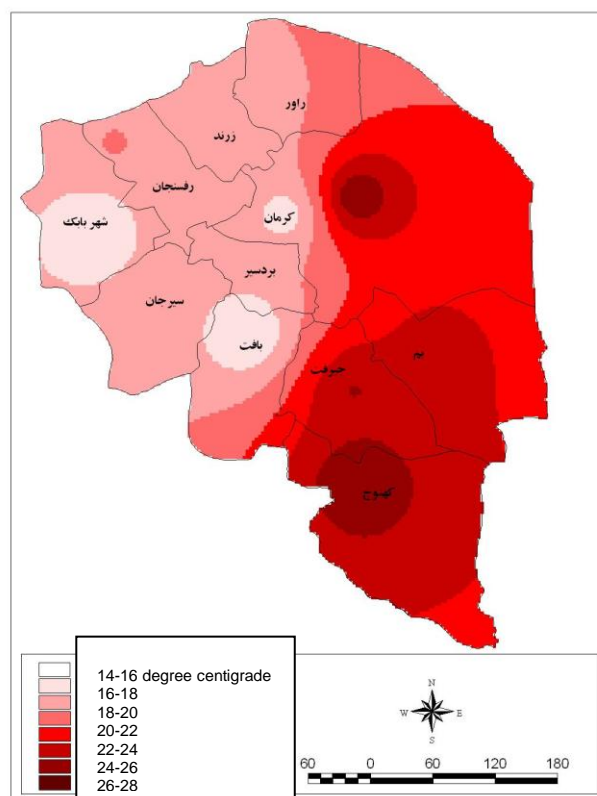 راور
زرند
رفسنجان
کرمان
شهر بابک
بردسیر
سیرجان
بافت
جیرفت
بم
کهنوج
14-16 degree centigrade
16-18
18-20
20-22
22-24
24-26
26-28
N
W E
S
60 0 60 120 180